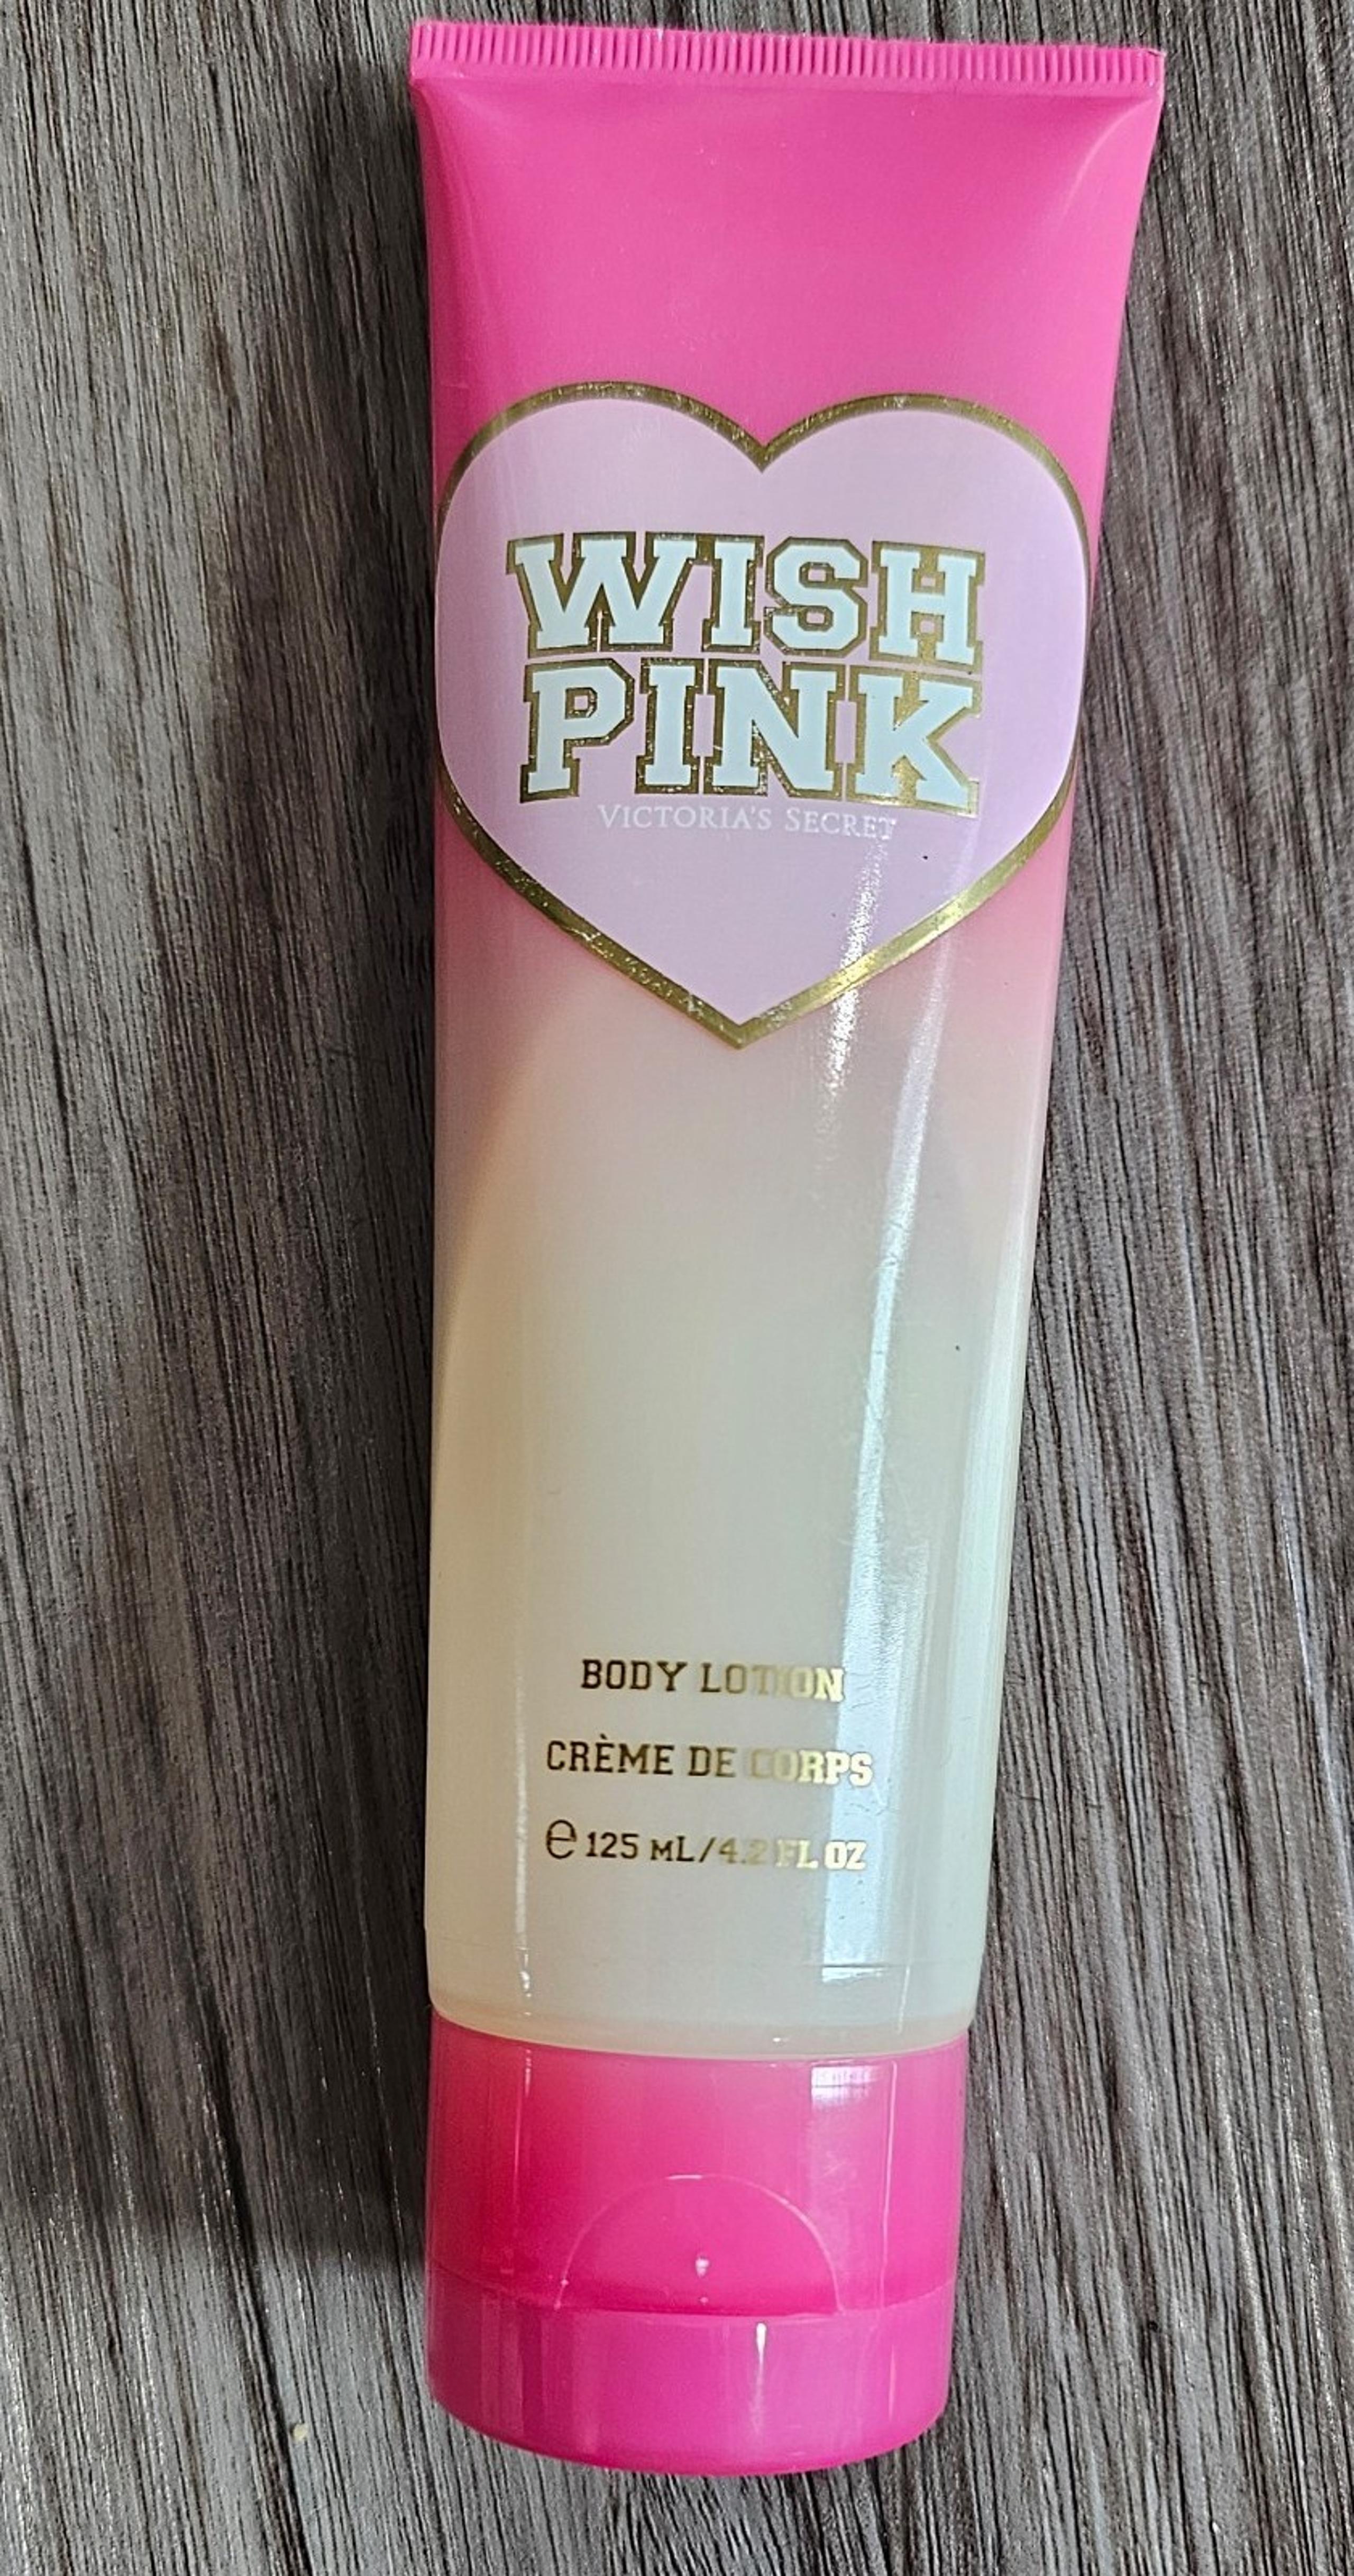 WISH
PINK
VICTORIA'S SECRET
BODY LOTION
CRÈME DE CORPS
℮ 125 mL/4.2 FL OZ